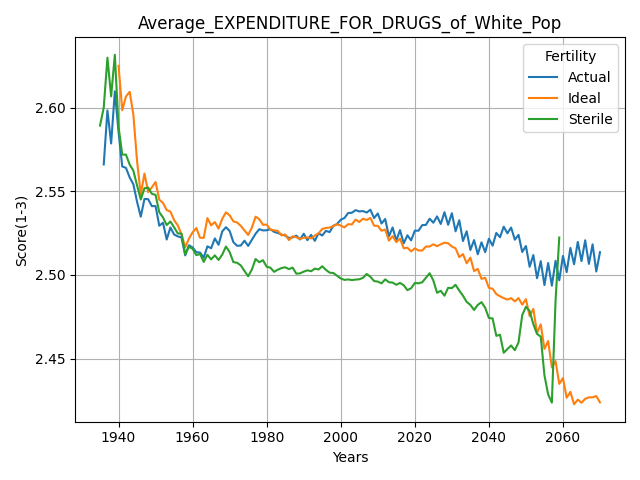 Average_EXPENDITURE_FOR_DRUGS_of_White_Pop
Fertility
Actual
Ideal
Sterile
Score(1-3)
2.60
2.55
2.50
2.45
1940 1960 1980 2000 2020 2040 2060
Years